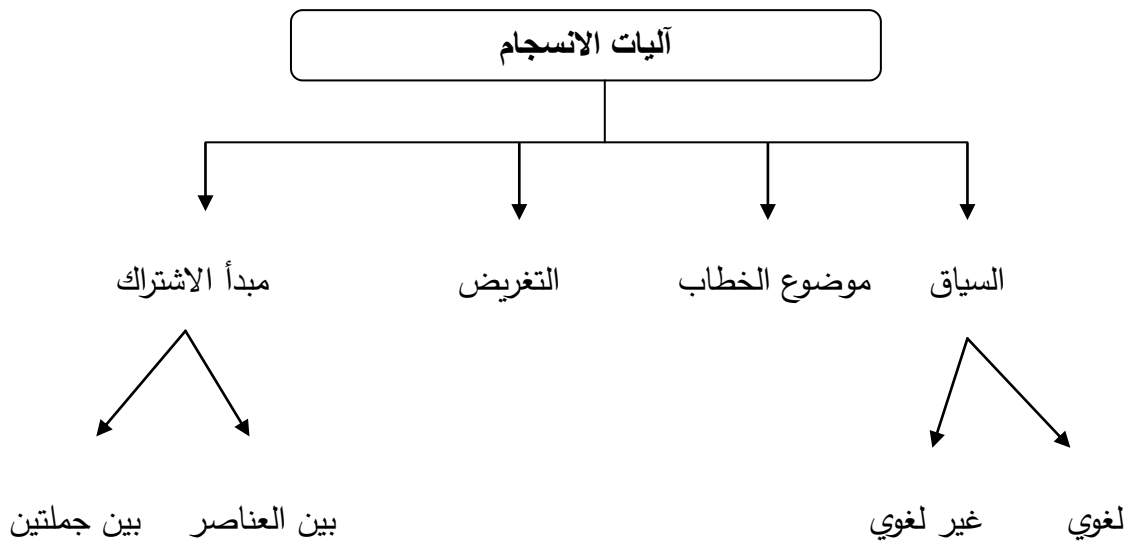 آليات الانسجام
السياق
موضوع الخطاب
التغريض
مبدأ الاشتراك
لغوي
غير لغوي
بين العناصر
بين جملتين